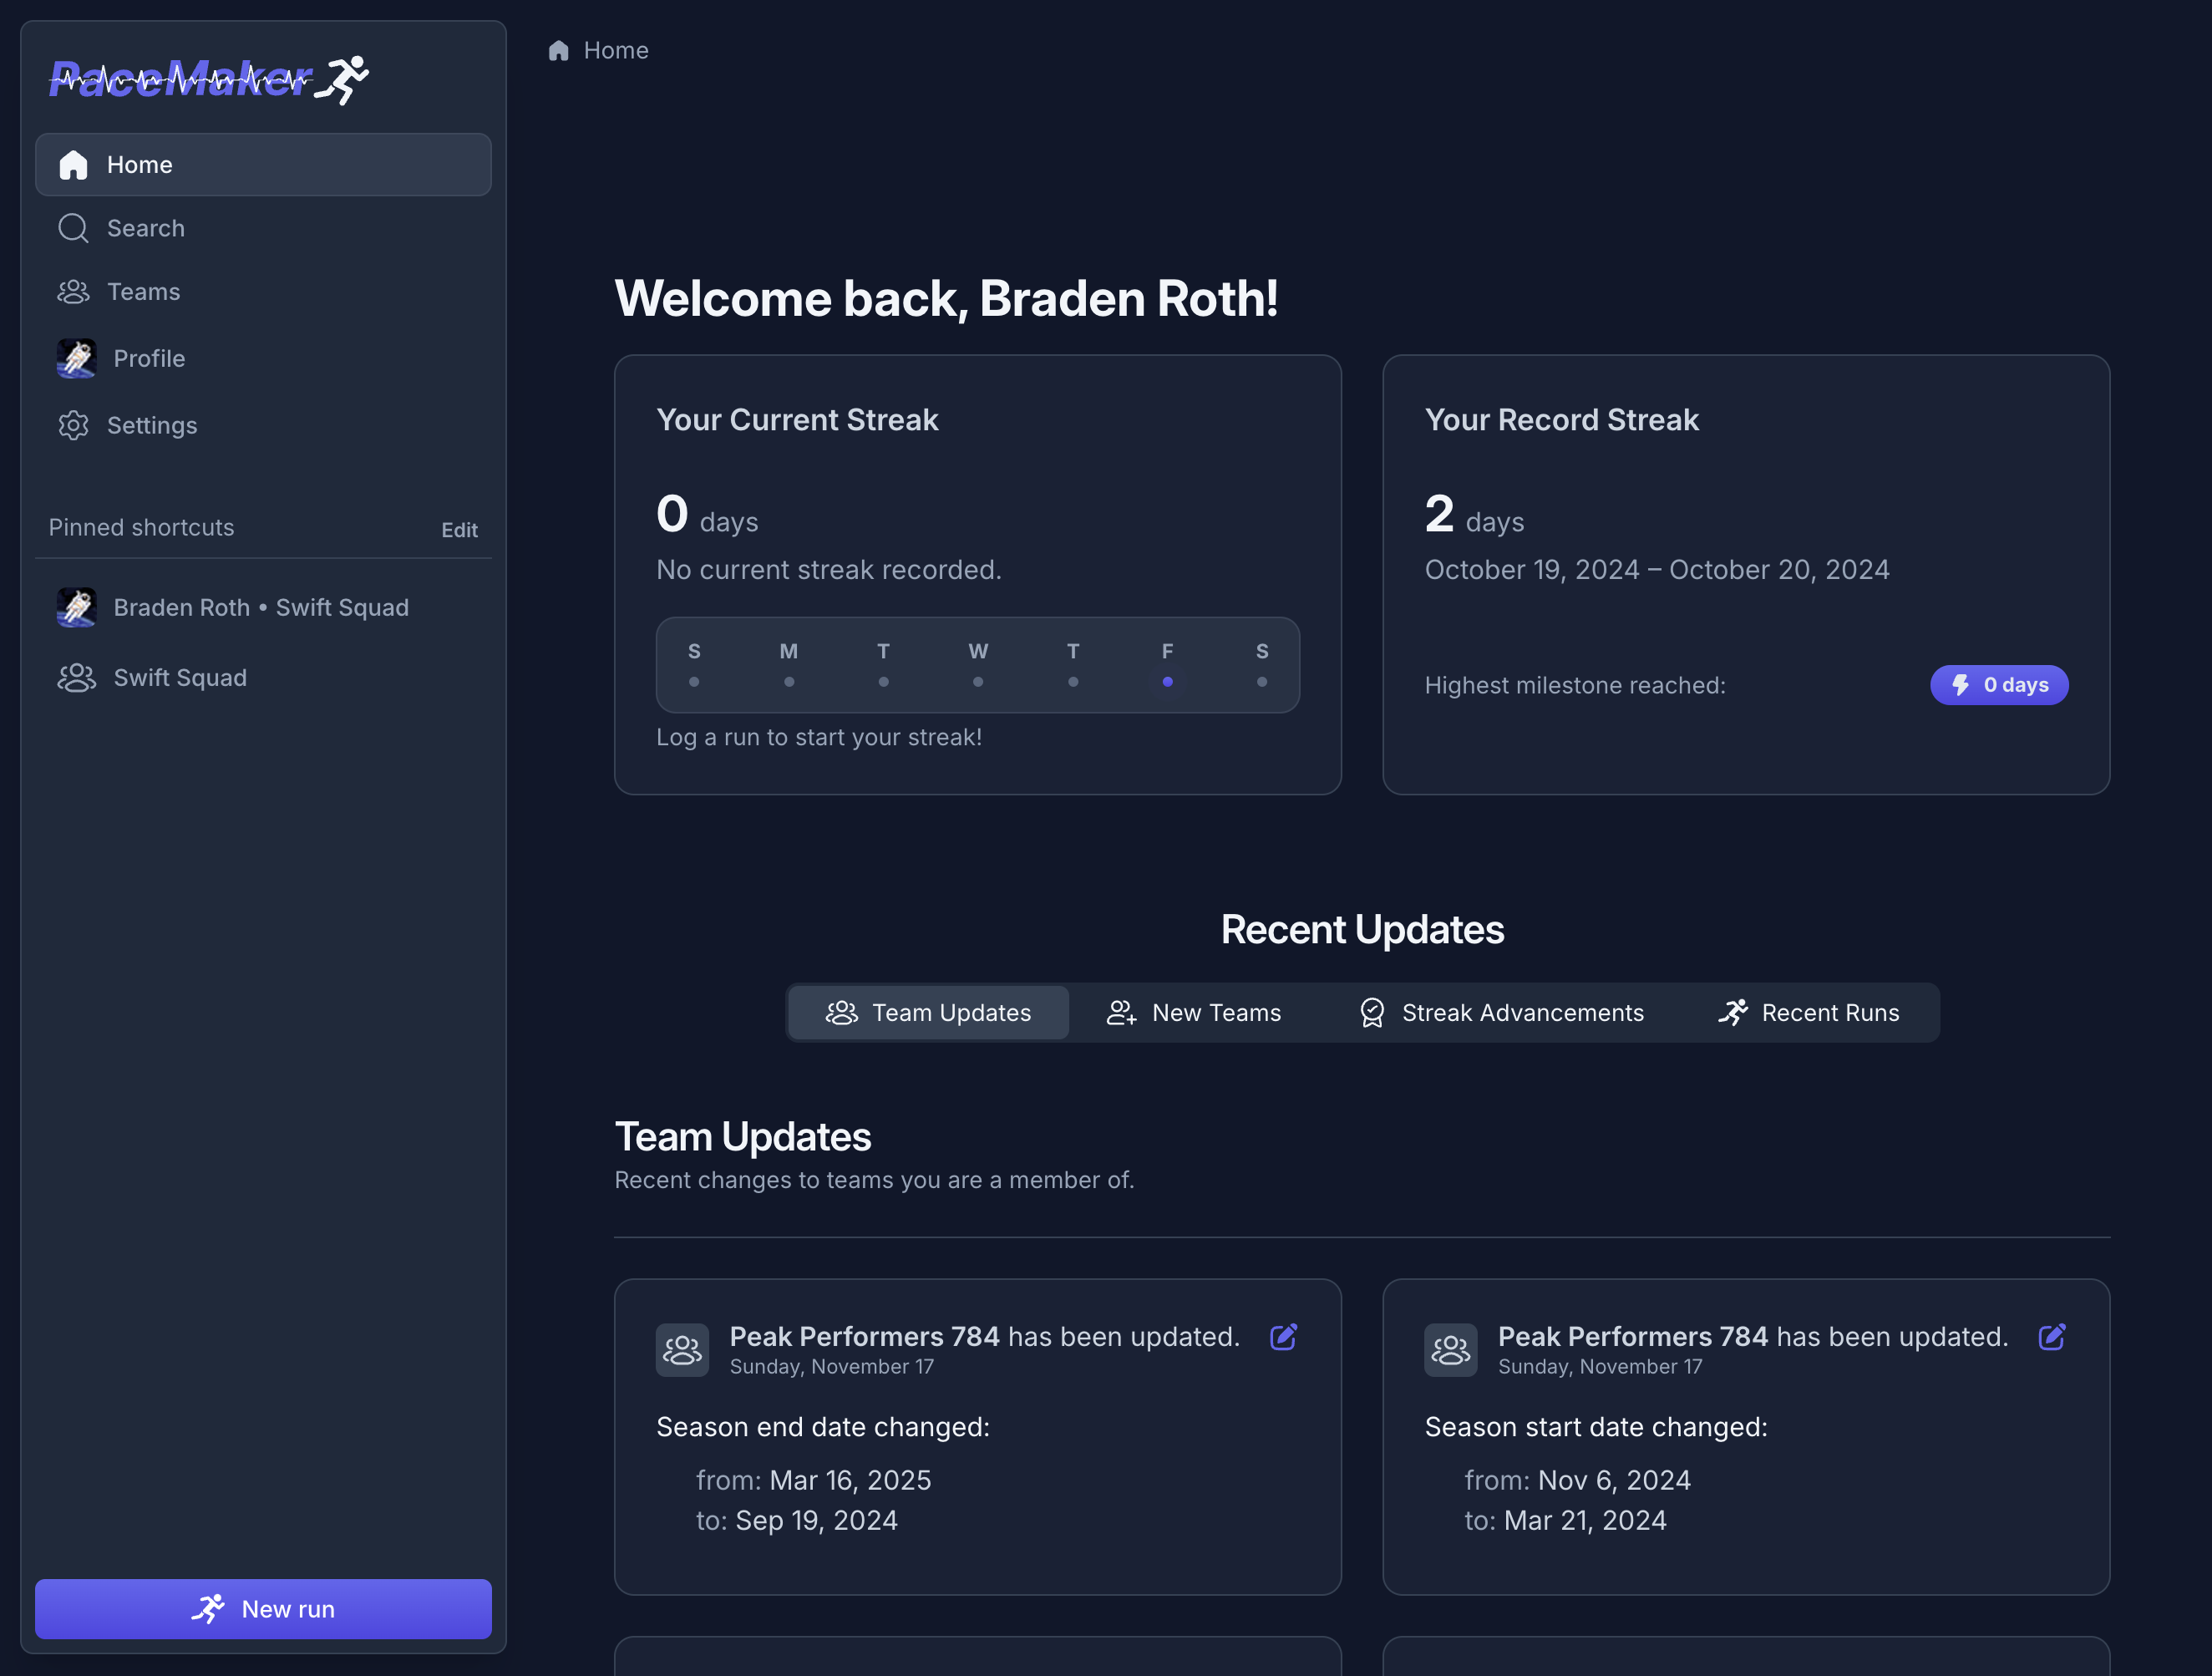 PaceMaker
Home
Search
Teams
Profile
Settings
Pinned shortcuts
Edit
Braden Roth • Swift Squad
Swift Squad
New run
Home
Welcome back, Braden Roth!
Your Current Streak
0 days
No current streak recorded.
S M T W T F S
Log a run to start your streak!
Your Record Streak
2 days
October 19, 2024 – October 20, 2024
Highest milestone reached:
0 days
Recent Updates
Team Updates
New Teams
Streak Advancements
Recent Runs
Team Updates
Recent changes to teams you are a member of.
Peak Performers 784 has been updated.
Sunday, November 17
Season end date changed:
from: Mar 16, 2025
to: Sep 19, 2024
Peak Performers 784 has been updated.
Sunday, November 17
Season start date changed:
from: Nov 6, 2024
to: Mar 21, 2024